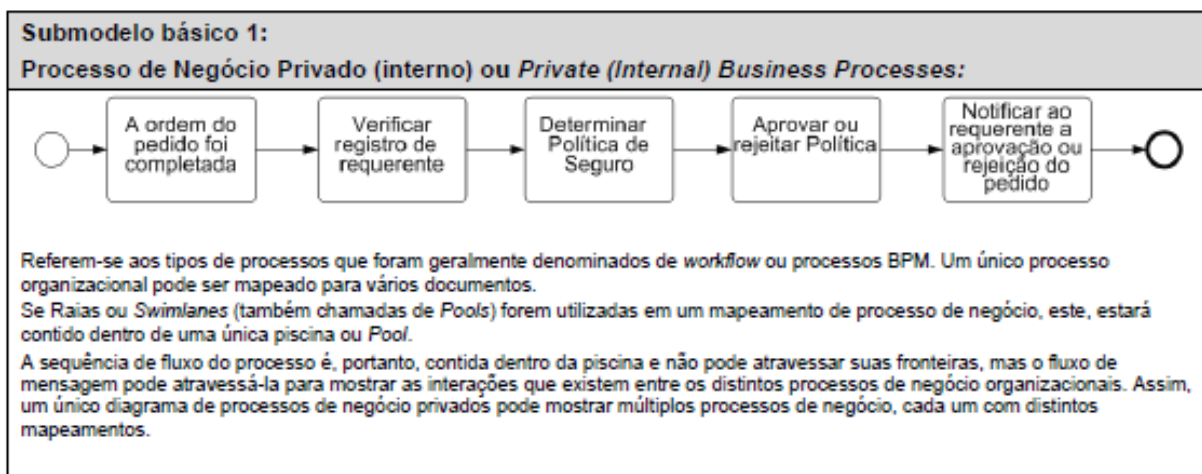 Submodelo básico 1:
Processo de Negócio Privado (interno) ou Private (Internal) Business Processes:
A ordem do
pedido foi
completada
Verificar
registro de
requerente
Determinar
Política de
Seguro
Aprovar ou
rejeitar Política
Notificar ao
requerente a
aprovação ou
rejeição do
pedido
Referem-se aos tipos de processos que foram geralmente denominados de workflow ou processos BPM. Um único processo
organizacional pode ser mapeado para vários documentos.
Se Raias ou Swimlanes (também chamadas de Pools) forem utilizadas em um mapeamento de processo de negócio, este, estará
contido dentro de uma única piscina ou Pool.
A sequência de fluxo do processo é, portanto, contida dentro da piscina e não pode atravessar suas fronteiras, mas o fluxo de
mensagem pode atravessá-la para mostrar as interações que existem entre os distintos processos de negócio organizacionais. Assim,
um único diagrama de processos de negócio privados pode mostrar múltiplos processos de negócio, cada um com distintos
mapeamentos.